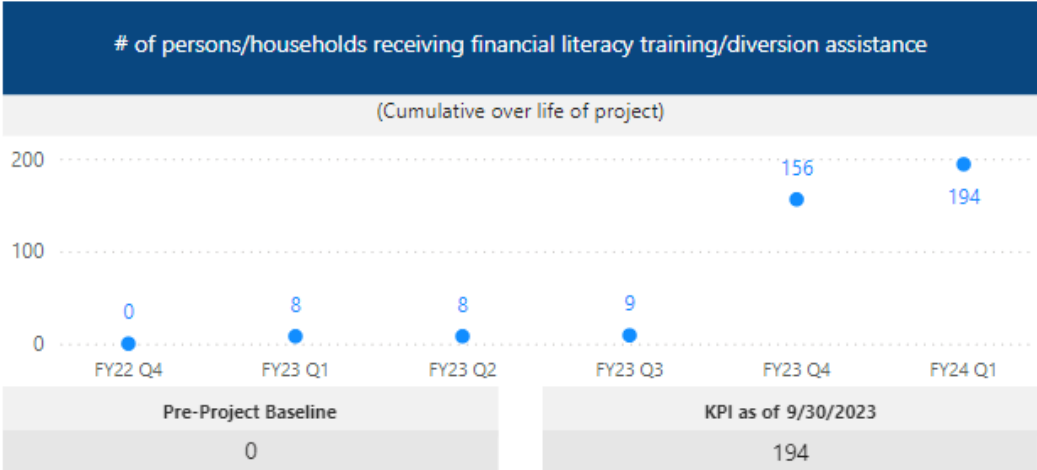 # of persons/households receiving financial literacy training/diversion assistance
(Cumulative over life of project)
200
156
194
100
0
8
8
9
0
FY22 Q4
FY23 Q1
FY23 Q2
FY23 Q3
FY23 Q4
FY24 Q1
Pre-Project Baseline
KPI as of 9/30/2023
0
194